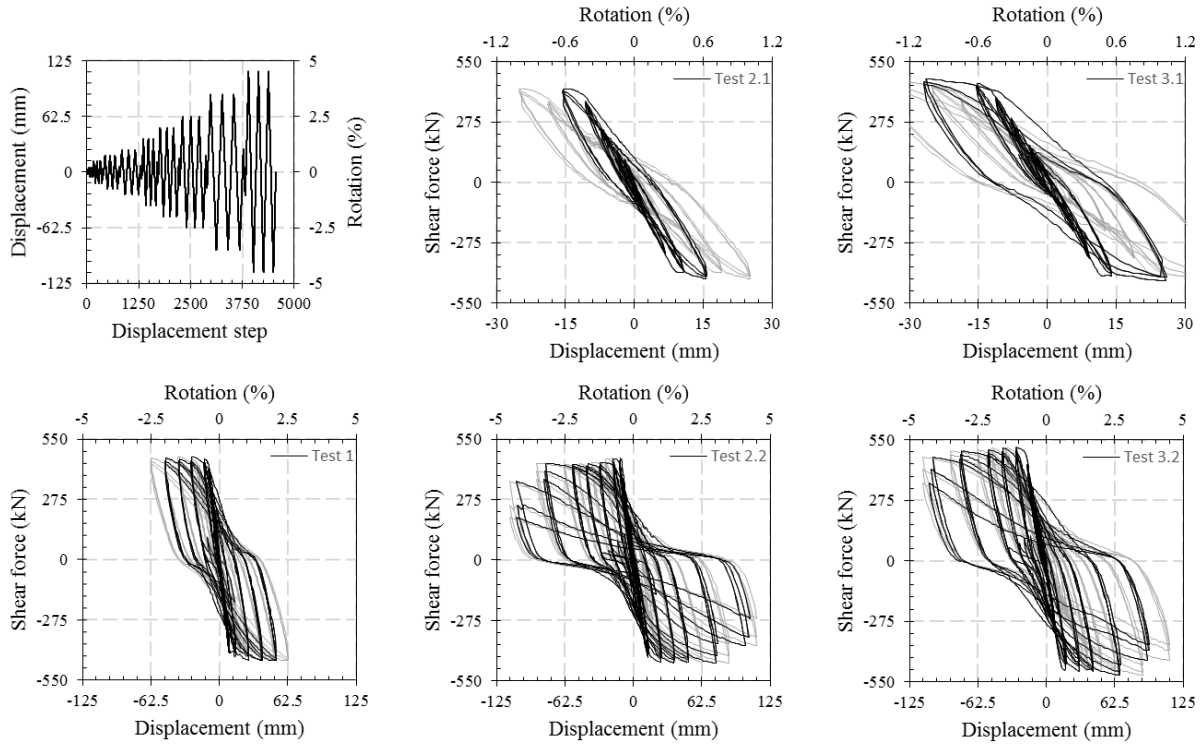 Displacement (mm)
125
62.5
0
-62.5
-125
5
2.5
0
-2.5
-5
Rotation (%)
0 1250 2500 3750 5000
Displacement step
Rotation (%)
-1.2 -0.6 0 0.6 1.2
Shear force (kN)
550
275
0
-275
-550
Test 2.1
-30 -15 0 15 30
Displacement (mm)
Rotation (%)
-1.2 -0.6 0 0.6 1.2
Shear force (kN)
550
275
0
-275
-550
Test 3.1
-30 -15 0 15 30
Displacement (mm)
Rotation (%)
-5 -2.5 0 2.5 5
Shear force (kN)
550
275
0
-275
-550
Test 1
-125 -62.5 0 62.5 125
Displacement (mm)
Rotation (%)
-5 -2.5 0 2.5 5
Shear force (kN)
550
275
0
-275
-550
Test 2.2
-125 -62.5 0 62.5 125
Displacement (mm)
Rotation (%)
-5 -2.5 0 2.5 5
Shear force (kN)
550
275
0
-275
-550
Test 3.2
-125 -62.5 0 62.5 125
Displacement (mm)